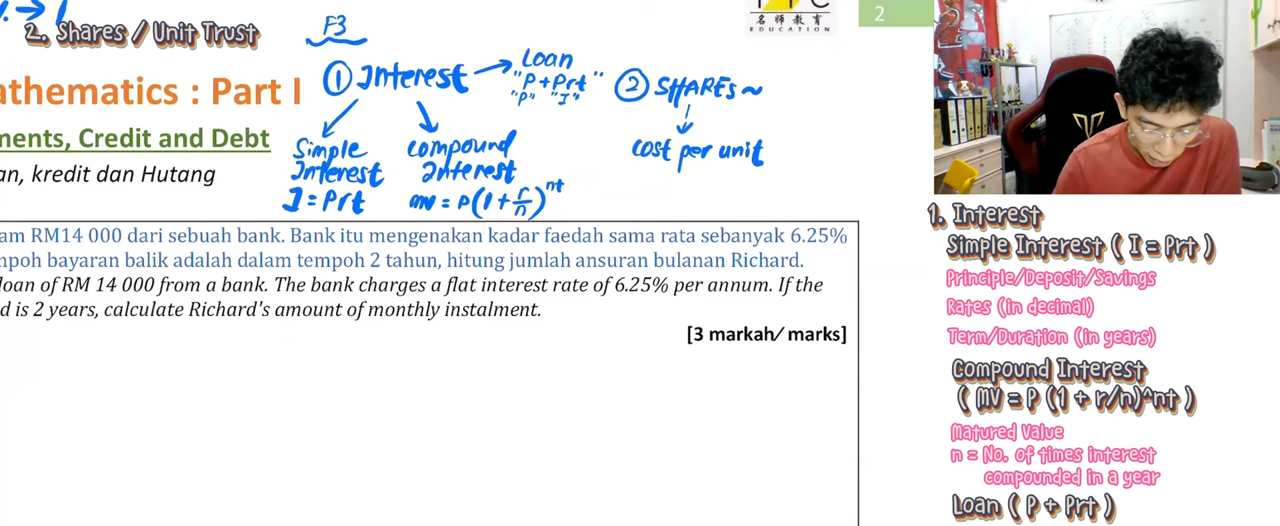 2. Shares / Unit Trust
F3
名師教育
EDUCATION
2
athematics : Part I
① Interest → Loan
"P + Prt"
"P" "I"
② SHARES ~
ments, Credit and Debt
an, kredit dan Hutang
Simple
Interest
I = Prt
compound
Interest
mv = P(1 + r/n)^nt
cost per unit
am RM14 000 dari sebuah bank. Bank itu mengenakan kadar faedah sama rata sebanyak 6.25%
mpoh bayaran balik adalah dalam tempoh 2 tahun, hitung jumlah ansuran bulanan Richard.
loan of RM 14 000 from a bank. The bank charges a flat interest rate of 6.25% per annum. If the
d is 2 years, calculate Richard's amount of monthly instalment.
[3 markah/ marks]
1. Interest
Simple Interest ( I = Prt )
Principle/Deposit/Savings
Rates (in decimal)
Term/Duration (in years)
Compound Interest
( MV = P (1 + r/n)^nt )
Matured Value
n = No. of times interest
compounded in a year
Loan ( P + Prt )